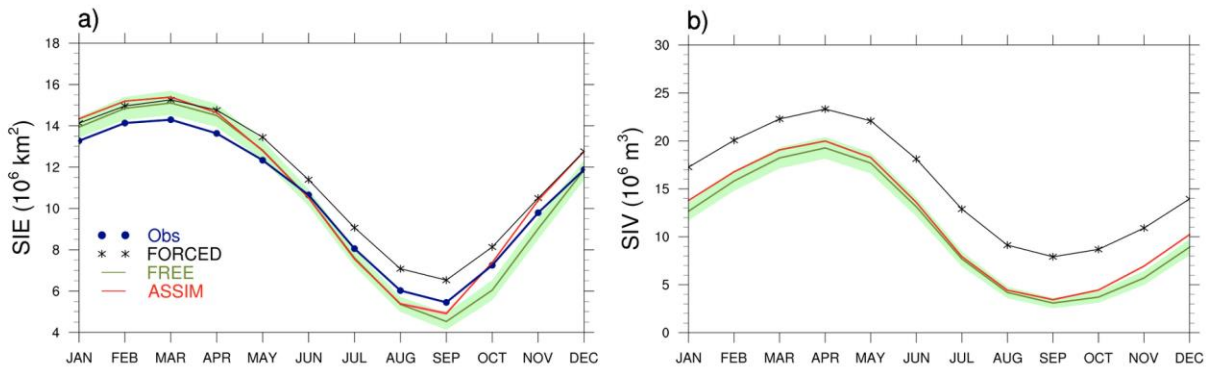 a)
SIE (10⁶ km²)
18
16
14
12
10
8
6
4
Obs
FORCED
FREE
ASSIM
JAN FEB MAR APR MAY JUN JUL AUG SEP OCT NOV DEC
b)
SIV (10⁶ m³)
30
25
20
15
10
5
0
JAN FEB MAR APR MAY JUN JUL AUG SEP OCT NOV DEC